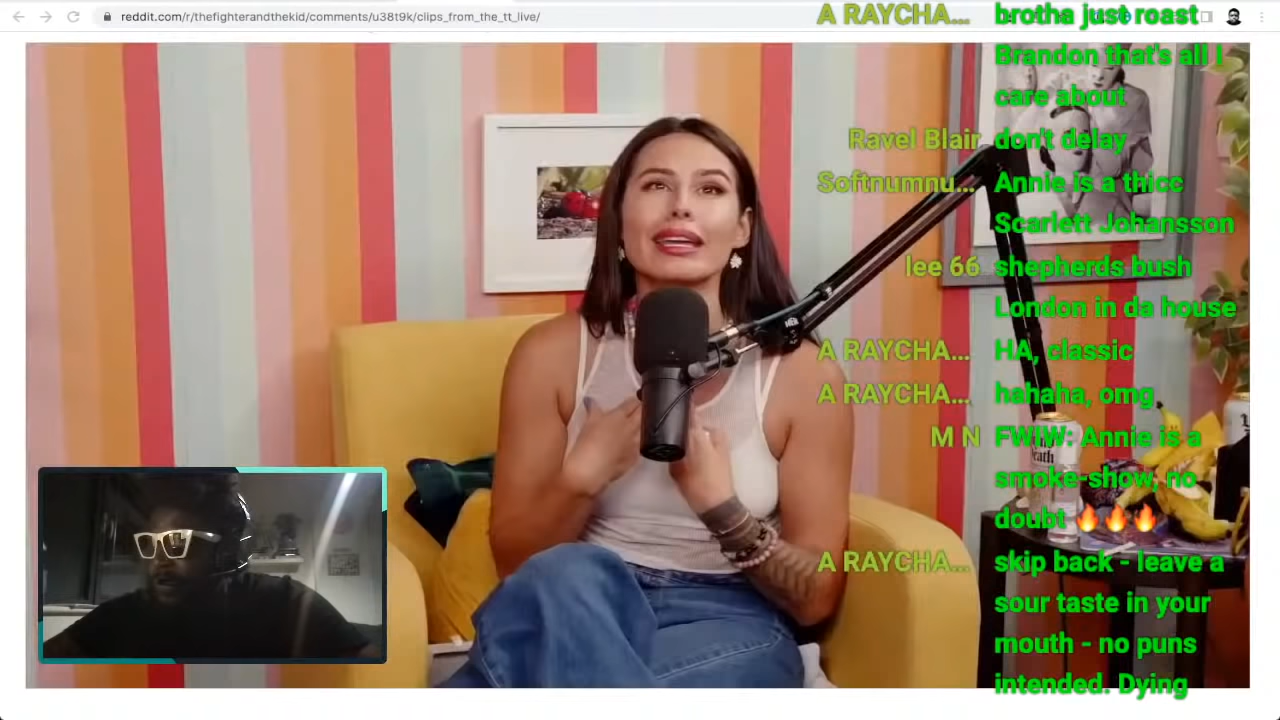 reddit.com/r/thefighterandthekid/comments/u38t9k/clips_from_the_tt_live/
A RAYCHA... brotha just roast
Brandon that's all I
care about
Ravel Blair don't delay
Softnumnu... Annie is a thicc
Scarlett Johansson
lee 66 shepherds bush
London in da house
A RAYCHA... HA, classic
A RAYCHA... hahaha, omg
M N FWIW: Annie is a
smoke-show, no
doubt 🔥🔥🔥
A RAYCHA... skip back - leave a
sour taste in your
mouth - no puns
intended. Dying